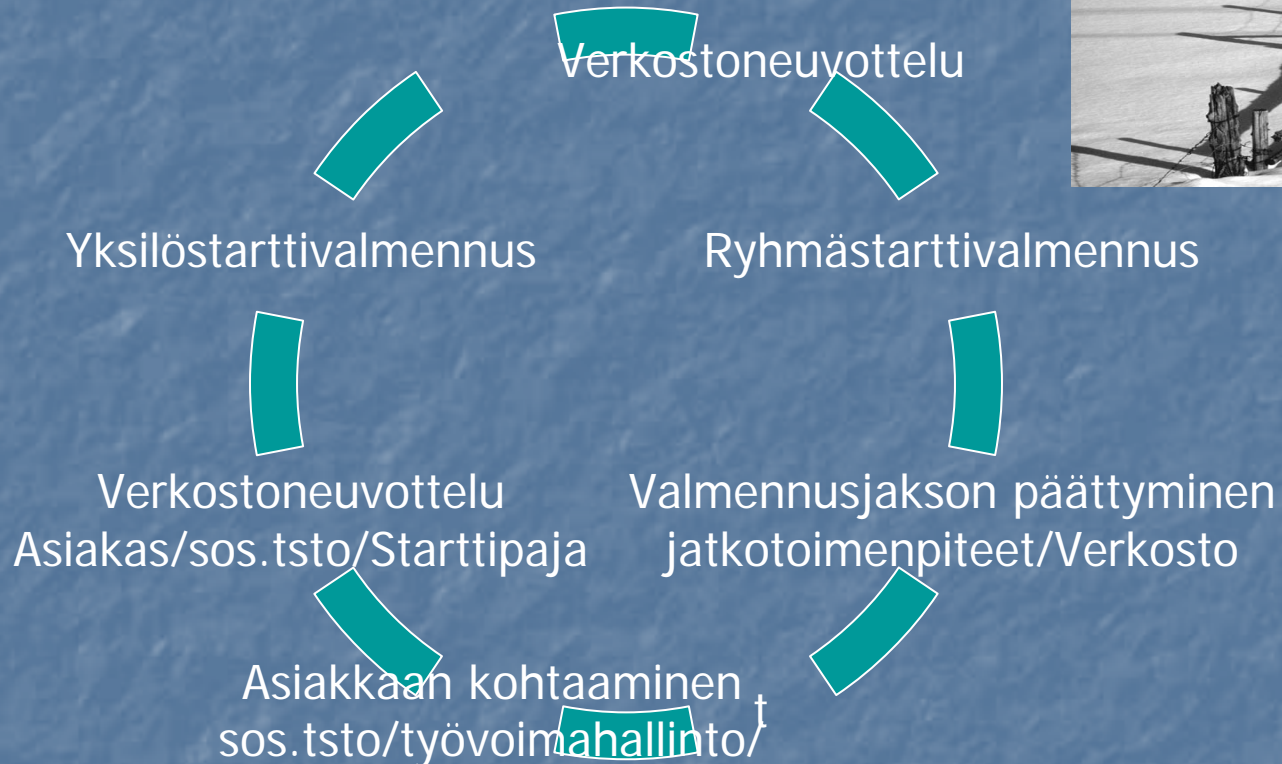 Verkostoneuvottelu
Yksilöstarttivalmennus
Ryhmästarttivalmennus
Verkostoneuvottelu
Asiakas/sos.tsto/Starttipaja
Valmennusjakson päättyminen
jatkotoimenpiteet/Verkosto
Asiakkaan kohtaaminen
sos.tsto/työvoimahallinto/
t